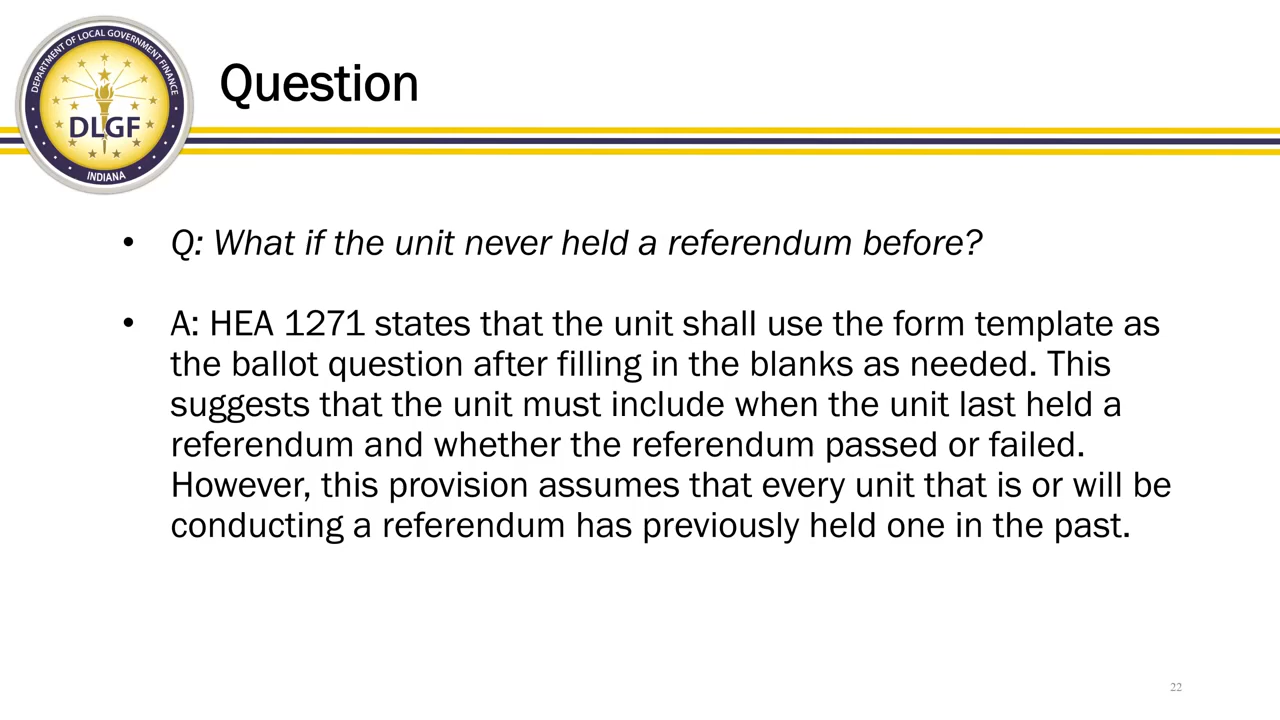 DEPARTMENT OF LOCAL GOVERNMENT FINANCE
DLGF
INDIANA
Question
• Q: What if the unit never held a referendum before?
• A: HEA 1271 states that the unit shall use the form template as
the ballot question after filling in the blanks as needed. This
suggests that the unit must include when the unit last held a
referendum and whether the referendum passed or failed.
However, this provision assumes that every unit that is or will be
conducting a referendum has previously held one in the past.
22